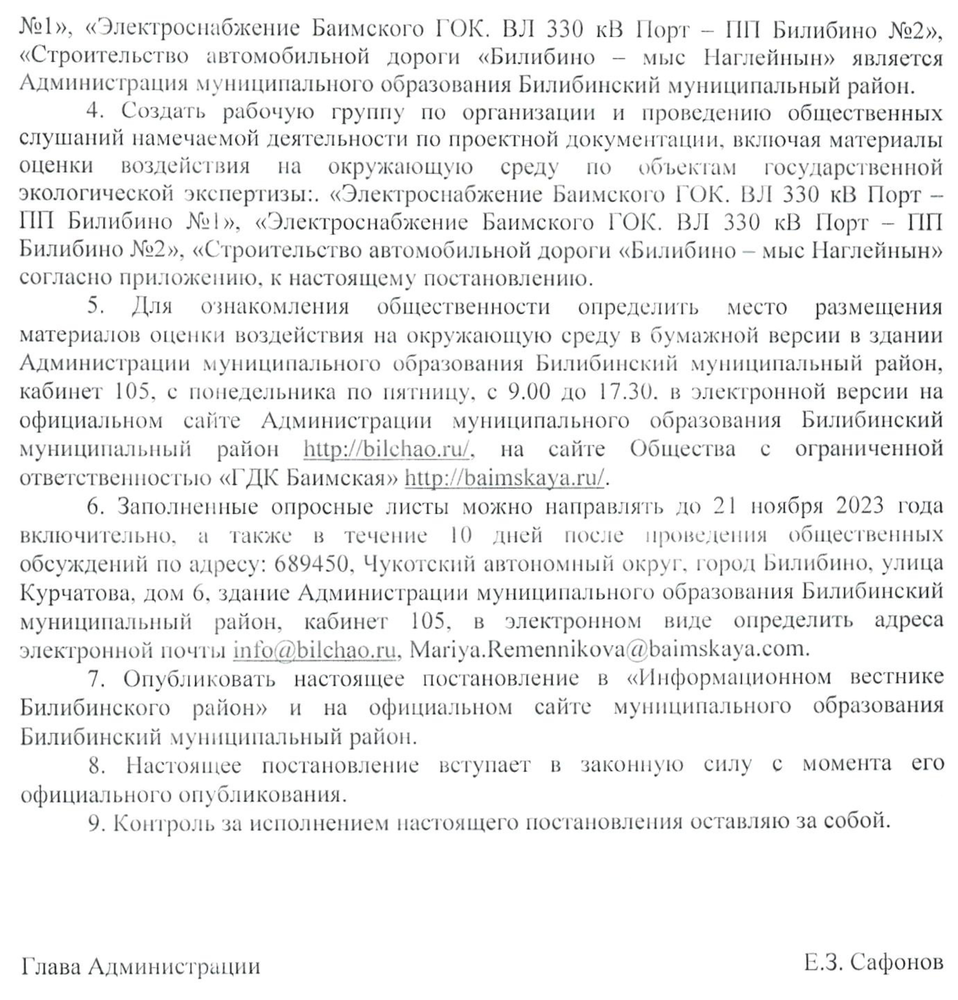 №1», «Электроснабжение Баимского ГОК. ВЛ 330 кВ Порт – ПП Билибино №2»,
«Строительство автомобильной дороги «Билибино – мыс Наглейнын» является
Администрация муниципального образования Билибинский муниципальный район.
4. Создать рабочую группу по организации и проведению общественных
слушаний намечаемой деятельности по проектной документации, включая материалы
оценки воздействия на окружающую среду по объектам государственной
экологической экспертизы:. «Электроснабжение Баимского ГОК. ВЛ 330 кВ Порт –
ПП Билибино №1», «Электроснабжение Баимского ГОК. ВЛ 330 кВ Порт – ПП
Билибино №2», «Строительство автомобильной дороги «Билибино – мыс Наглейнын»
согласно приложению, к настоящему постановлению.
5. Для ознакомления общественности определить место размещения
материалов оценки воздействия на окружающую среду в бумажной версии в здании
Администрации муниципального образования Билибинский муниципальный район,
кабинет 105, с понедельника по пятницу, с 9.00 до 17.30. в электронной версии на
официальном сайте Администрации муниципального образования Билибинский
муниципальный район http://bilchao.ru/, на сайте Общества с ограниченной
ответственностью «ГДК Баимская» http://baimskaya.ru/.
6. Заполненные опросные листы можно направлять до 21 ноября 2023 года
включительно, а также в течение 10 дней после проведения общественных
обсуждений по адресу: 689450, Чукотский автономный округ, город Билибино, улица
Курчатова, дом 6, здание Администрации муниципального образования Билибинский
муниципальный район, кабинет 105, в электронном виде определить адреса
электронной почты info@bilchao.ru, Mariya.Remennikova@baimskaya.com.
7. Опубликовать настоящее постановление в «Информационном вестнике
Билибинского район» и на официальном сайте муниципального образования
Билибинский муниципальный район.
8. Настоящее постановление вступает в законную силу с момента его
официального опубликования.
9. Контроль за исполнением настоящего постановления оставляю за собой.
Глава Администрации Е.З. Сафонов